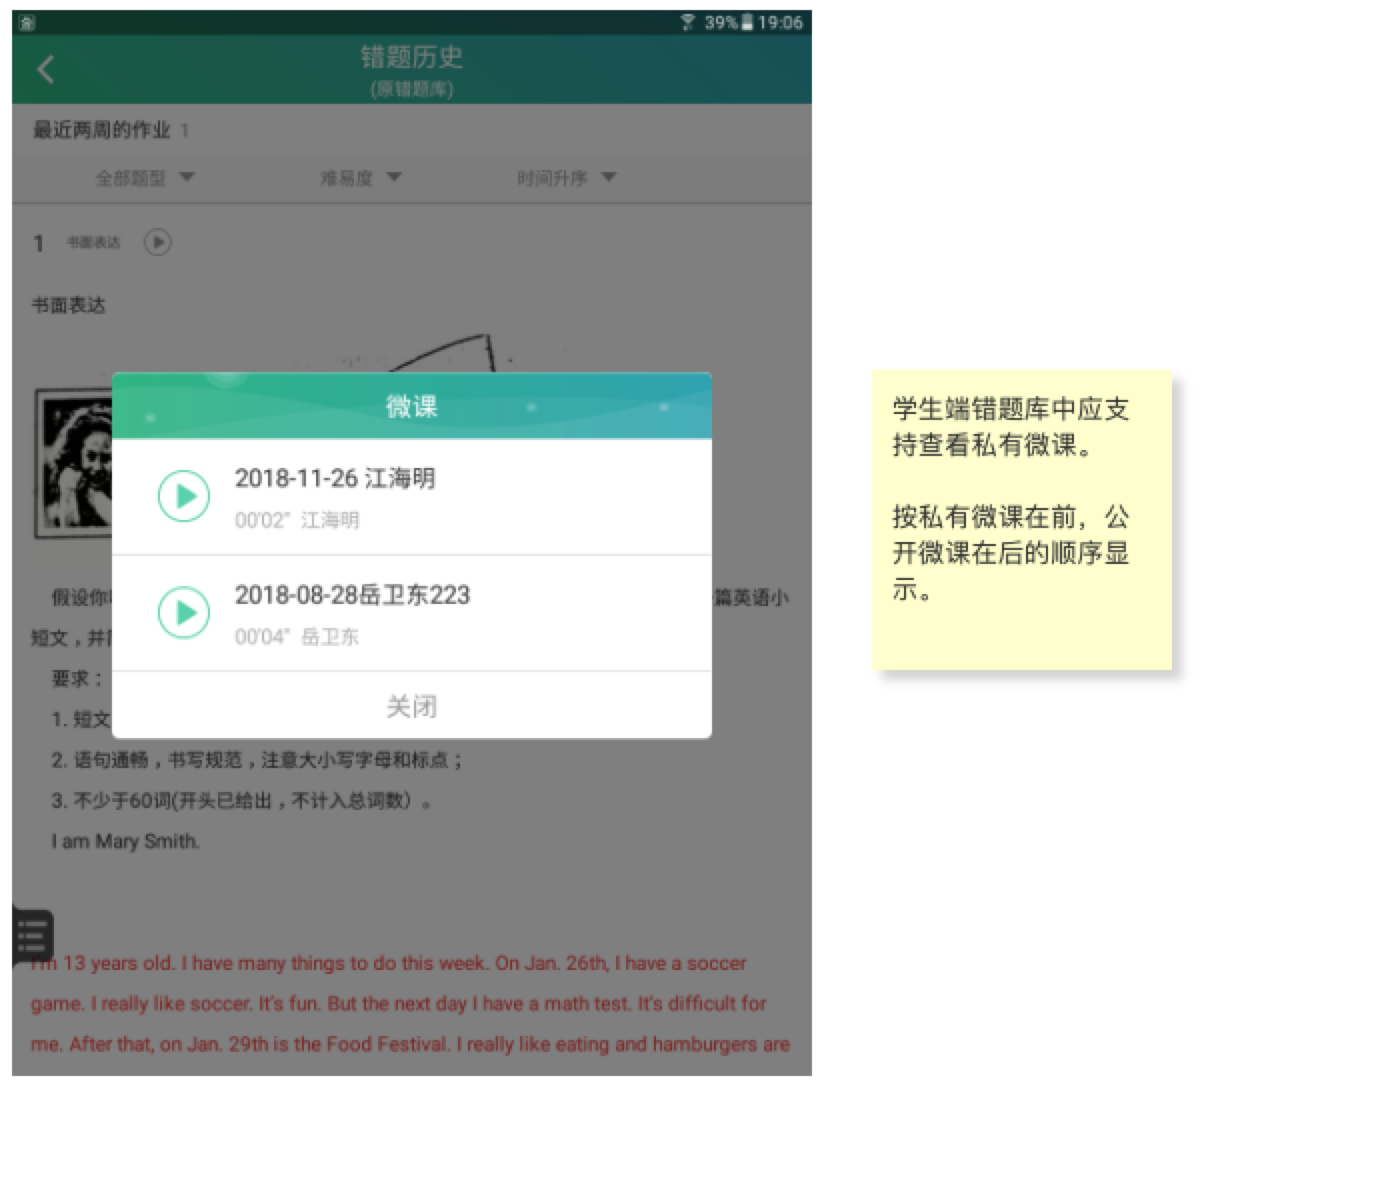 39% 19:06
错题历史
(原错题库)
最近两周的作业 1
全部题型 难易度 时间升序
1 书面表达
书面表达
微课
2018-11-26 江海明
00'02" 江海明
2018-08-28岳卫东223
00'04" 岳卫东
关闭
假设你 篇英语小
短文，并
要求：
1. 短文
2. 语句通畅，书写规范，注意大小写字母和标点；
3. 不少于60词(开头已给出，不计入总词数）。
I am Mary Smith.
I'm 13 years old. I have many things to do this week. On Jan. 26th, I have a soccer
game. I really like soccer. It's fun. But the next day I have a math test. It's difficult for
me. After that, on Jan. 29th is the Food Festival. I really like eating and hamburgers are
学生端错题库中应支
持查看私有微课。
按私有微课在前，公
开微课在后的顺序显
示。